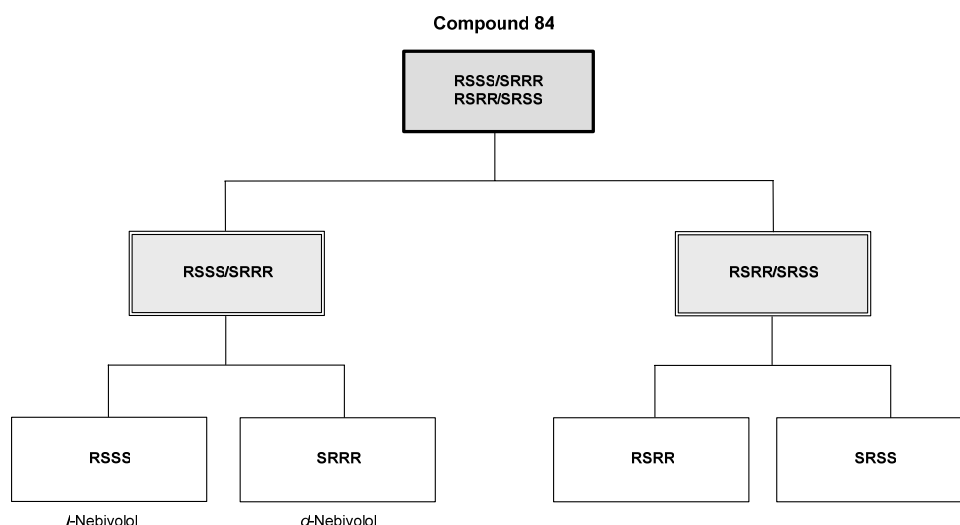 Compound 84
RSSS/SRRR
RSRR/SRSS
RSSS/SRRR
RSRR/SRSS
RSSS
SRRR
RSRR
SRSS
l-Nebivolol
d-Nebivolol